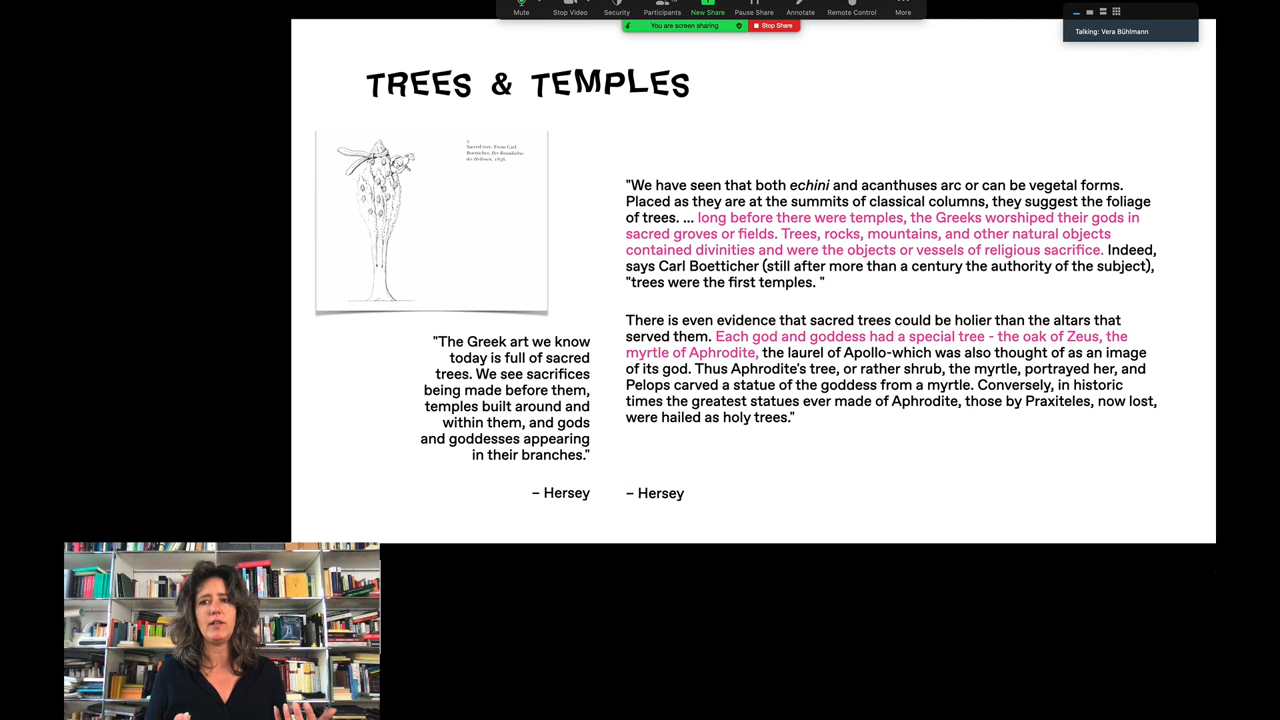 Mute
Stop Video
Security
Participants
New Share
Pause Share
Annotate
Remote Control
More
You are screen sharing
Stop Share
Talking: Vera Bühlmann
TREES & TEMPLES
5.
Sacred tree. From Carl
Boetticher, Der Baumkultus
der Hellenen, 1856.
"The Greek art we know
today is full of sacred
trees. We see sacrifices
being made before them,
temples built around and
within them, and gods
and goddesses appearing
in their branches."
– Hersey
"We have seen that both echini and acanthuses arc or can be vegetal forms.
Placed as they are at the summits of classical columns, they suggest the foliage
of trees. ... long before there were temples, the Greeks worshiped their gods in
sacred groves or fields. Trees, rocks, mountains, and other natural objects
contained divinities and were the objects or vessels of religious sacrifice. Indeed,
says Carl Boetticher (still after more than a century the authority of the subject),
"trees were the first temples. "
There is even evidence that sacred trees could be holier than the altars that
served them. Each god and goddess had a special tree - the oak of Zeus, the
myrtle of Aphrodite, the laurel of Apollo-which was also thought of as an image
of its god. Thus Aphrodite's tree, or rather shrub, the myrtle, portrayed her, and
Pelops carved a statue of the goddess from a myrtle. Conversely, in historic
times the greatest statues ever made of Aphrodite, those by Praxiteles, now lost,
were hailed as holy trees."
– Hersey